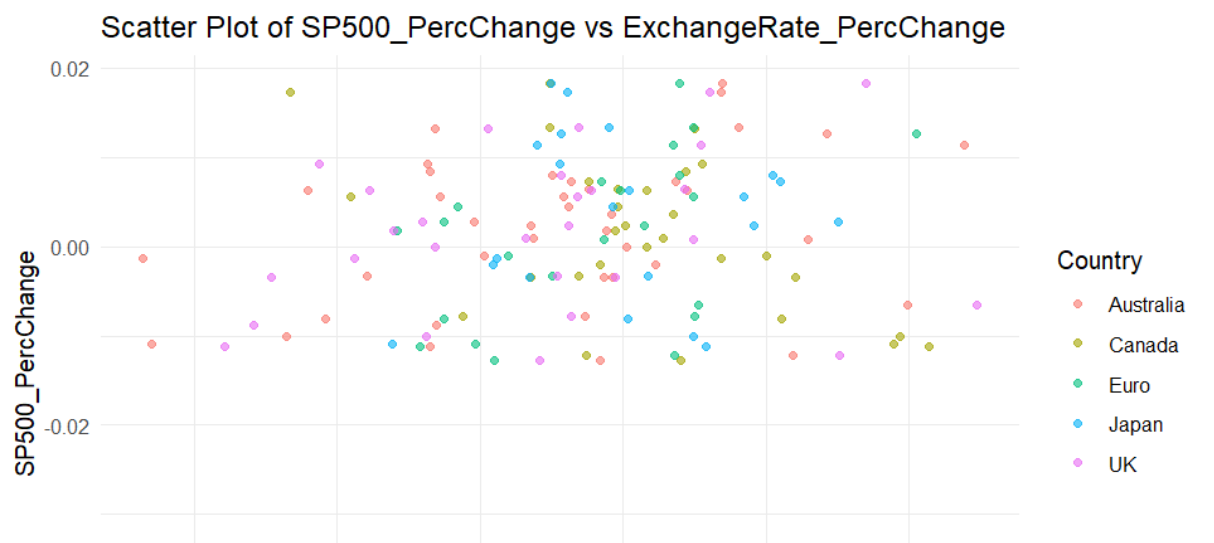 Scatter Plot of SP500_PercChange vs ExchangeRate_PercChange
0.02
0.00
-0.02
SP500_PercChange
Country
Australia
Canada
Euro
Japan
UK